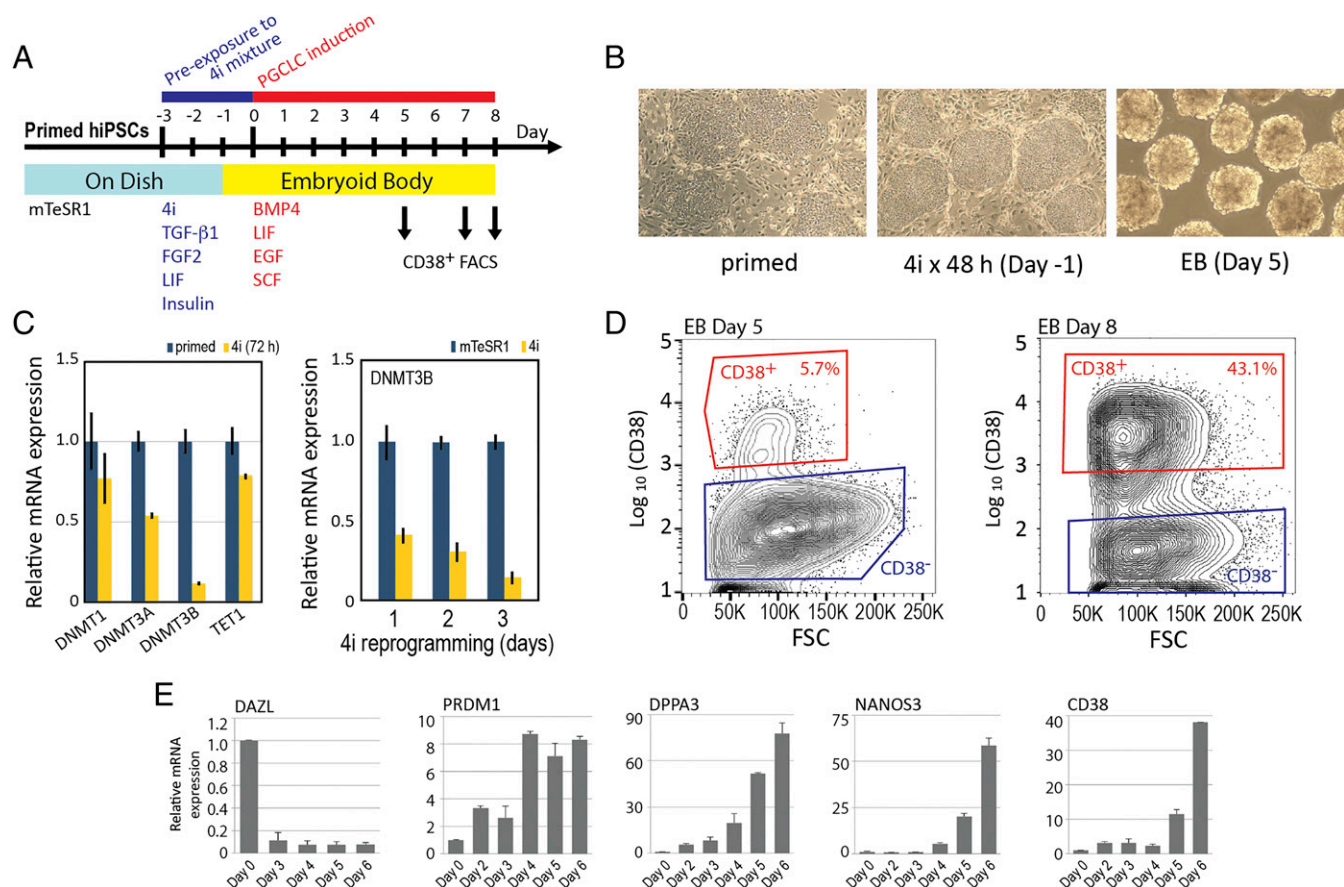 A
Pre-exposure to
4i mixture
PGCLC induction
-3 -2 -1 0 1 2 3 4 5 6 7 8
Primed hiPSCs
Day
On Dish
Embryoid Body
mTeSR1
4i
TGF-β1
FGF2
LIF
Insulin
BMP4
LIF
EGF
SCF
CD38+ FACS
B
primed
4i x 48 h (Day -1)
EB (Day 5)
C
primed 4i (72 h)
Relative mRNA expression
1.5
1.0
0.5
0
DNMT1
DNMT3A
DNMT3B
TET1
mTeSR1 4i
DNMT3B
Relative mRNA expression
1.5
1.0
0.5
0
1 2 3
4i reprogramming (days)
D
EB Day 5
CD38+ 5.7%
CD38-
Log 10 (CD38)
5
4
3
2
1
0 50K 100K 150K 200K 250K
FSC
EB Day 8
CD38+ 43.1%
CD38-
Log 10 (CD38)
5
4
3
2
1
0 50K 100K 150K 200K 250K
FSC
E
DAZL
Relative mRNA
expression
1.2
1.0
0.8
0.6
0.4
0.2
0
Day 0 Day 3 Day 4 Day 5 Day 6
PRDM1
10
8
6
4
2
0
Day 0 Day 2 Day 3 Day 4 Day 5 Day 6
DPPA3
90
60
30
0
Day 0 Day 2 Day 3 Day 4 Day 5 Day 6
NANOS3
75
50
25
0
Day 0 Day 2 Day 3 Day 4 Day 5 Day 6
CD38
40
30
20
10
0
Day 0 Day 2 Day 3 Day 4 Day 5 Day 6